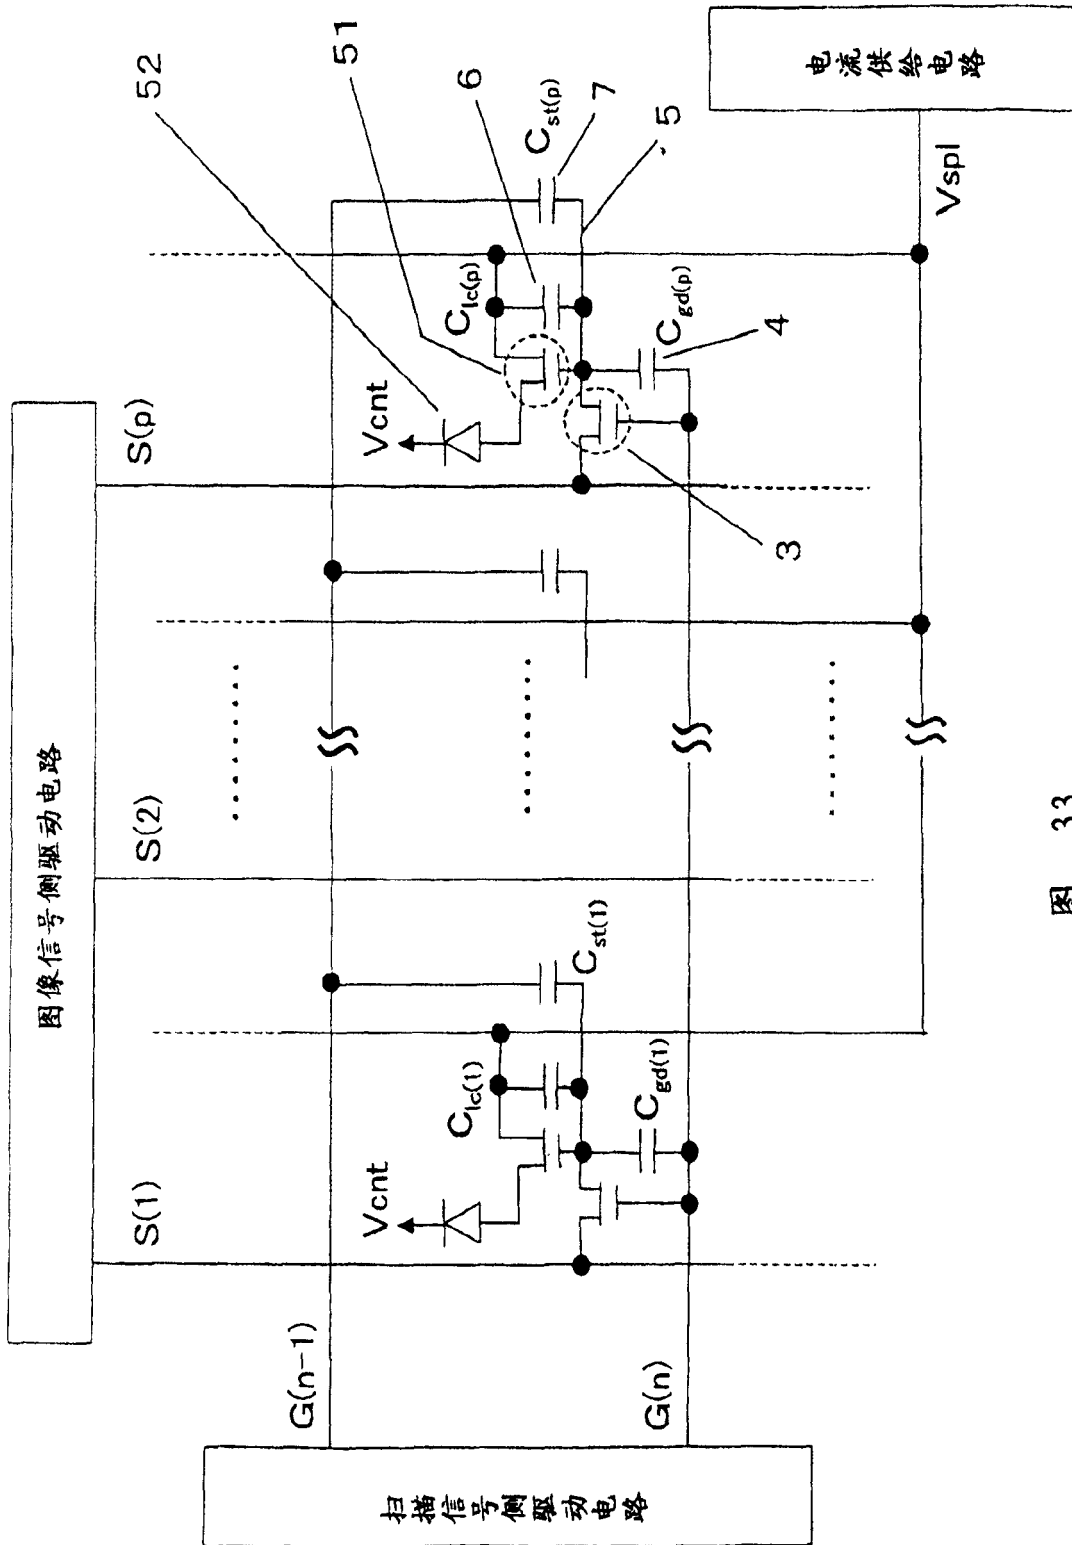 图像信号侧驱动电路
扫描信号侧驱动电路
电流供给电路
S(1)
S(2)
S(p)
G(n-1)
G(n)
Vcnt
Vcnt
C_lc(1)
C_st(1)
C_gd(1)
C_lc(p)
C_st(p)
C_gd(p)
Vspl
52
51
6
7
5
4
3
图 33